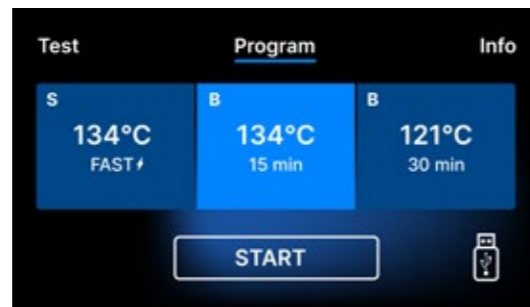 Test Program Info
S B B
134°C 134°C 121°C
FAST 15 min 30 min
START